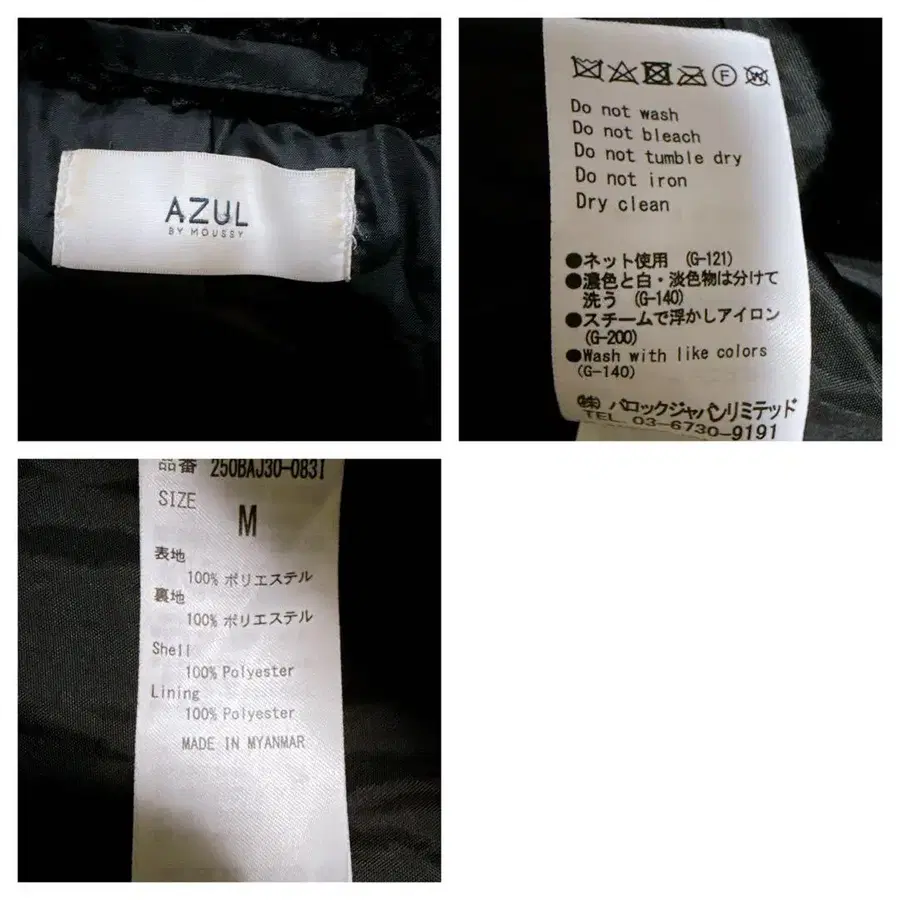 AZUL
BY MOUSSY
F
W
Do not wash
Do not bleach
Do not tumble dry
Do not iron
Dry clean
●ネット使用 (G-121)
●濃色と白・淡色物は分けて
洗う (G-140)
●スチームで浮かしアイロン
(G-200)
●Wash with like colors
(G-140)
㈱ バロックジャパンリミテッド
TEL. 03-6730-9191
品番 250BAJ30-083I
SIZE
M
表地
100% ポリエステル
裏地
100% ポリエステル
Shell
100% Polyester
Lining
100% Polyester
MADE IN MYANMAR